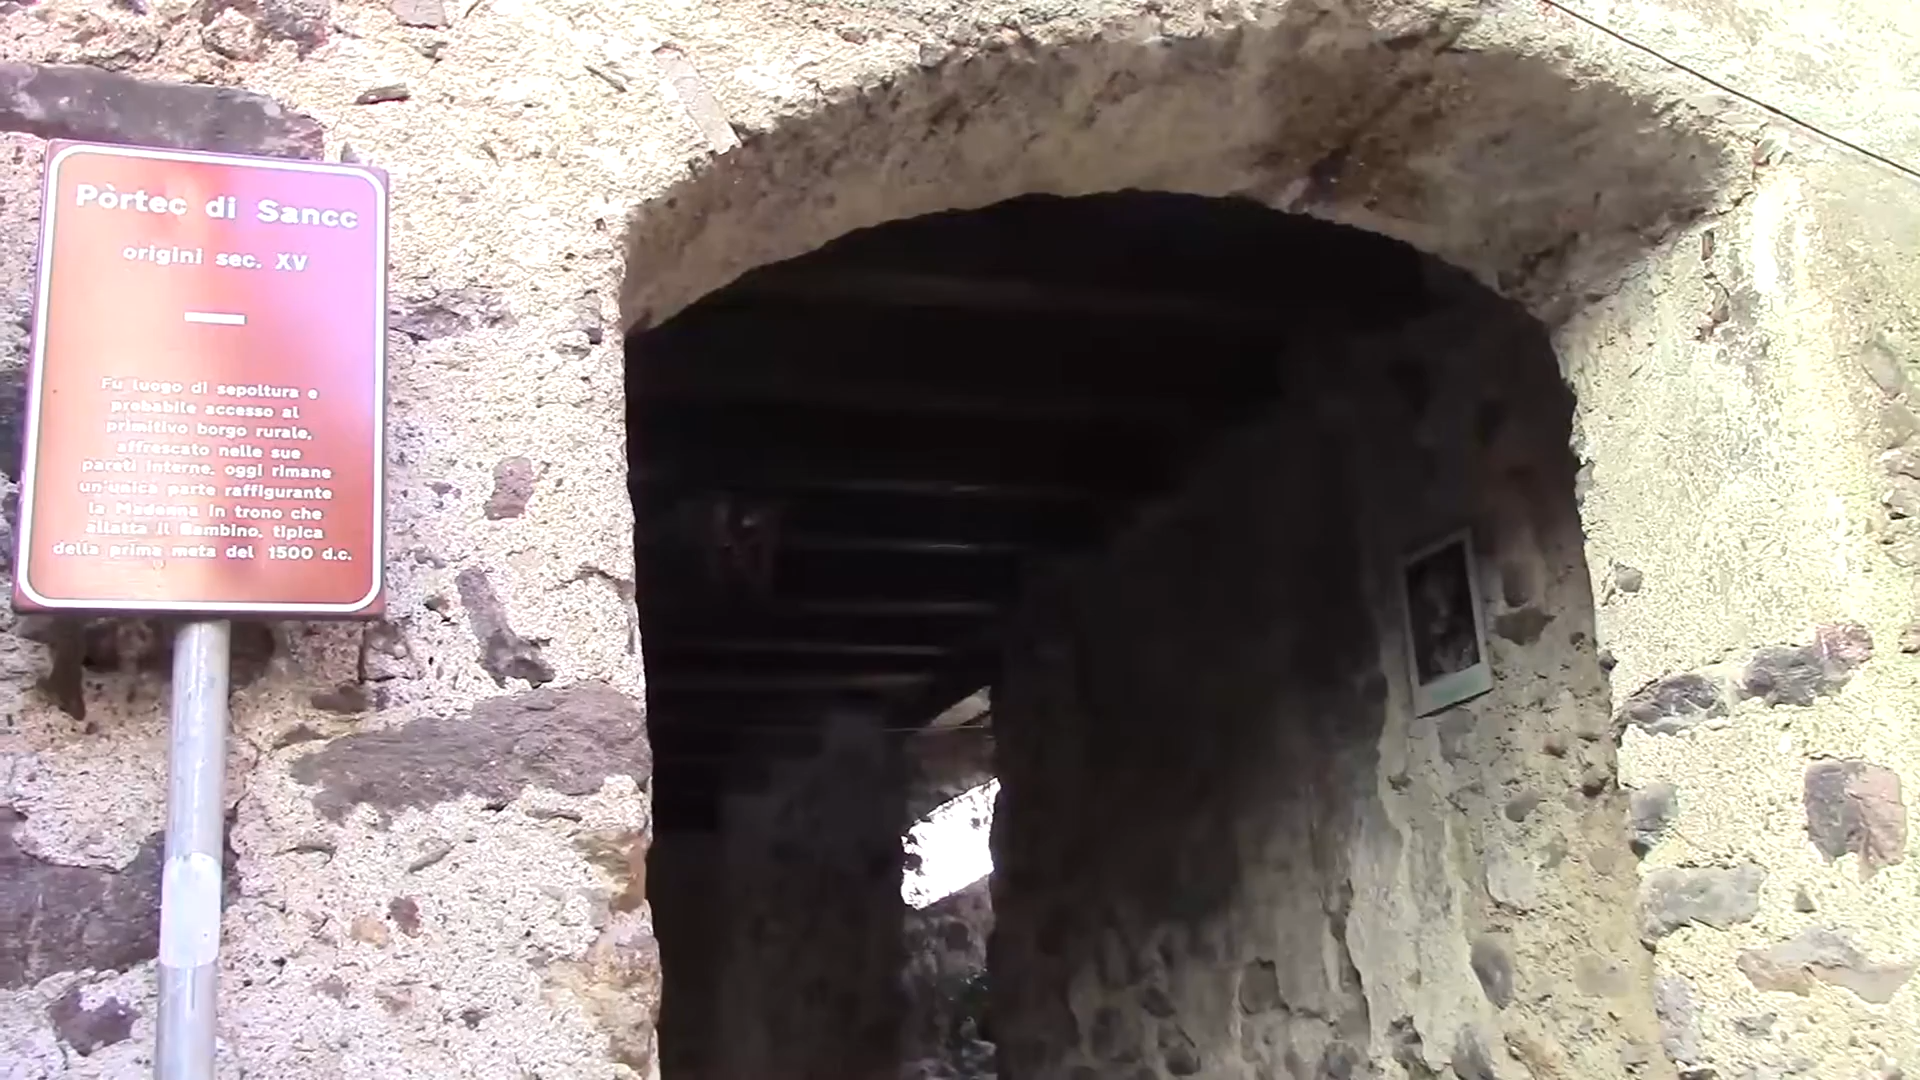 Pòrtec di Sancc
origini sec. XV
Fu luogo di sepoltura e
probabile accesso al
primitivo borgo rurale,
affrescato nelle sue
pareti interne, oggi rimane
un'unica parte raffigurante
la Madonna in trono che
allatta il Bambino, tipica
della prima metà del 1500 d.c.